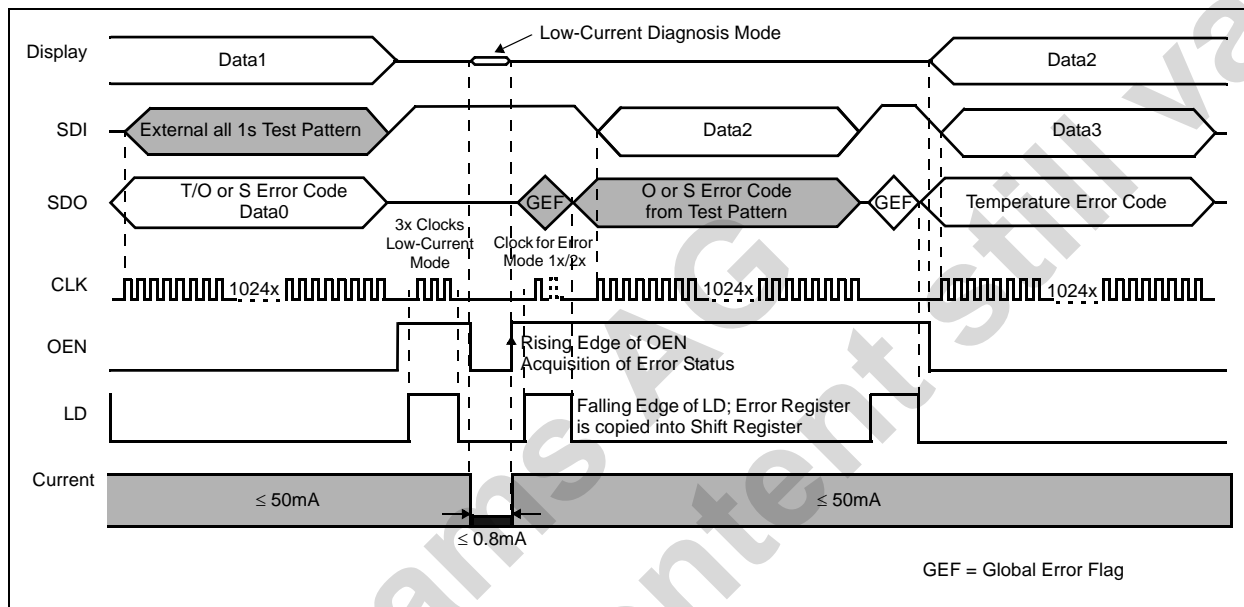 Low-Current Diagnosis Mode
Display
Data1
Data2
SDI
External all 1s Test Pattern
Data2
Data3
SDO
T/O or S Error Code
Data0
GEF
O or S Error Code
from Test Pattern
GEF
Temperature Error Code
3x Clocks
Low-Current
Mode
Clock for Error
Mode 1x/2x
CLK
1024x
1024x
1024x
OEN
Rising Edge of OEN
Acquisition of Error Status
LD
Falling Edge of LD; Error Register
is copied into Shift Register
Current
≤ 50mA
≤ 50mA
≤ 0.8mA
GEF = Global Error Flag
ams AG
still